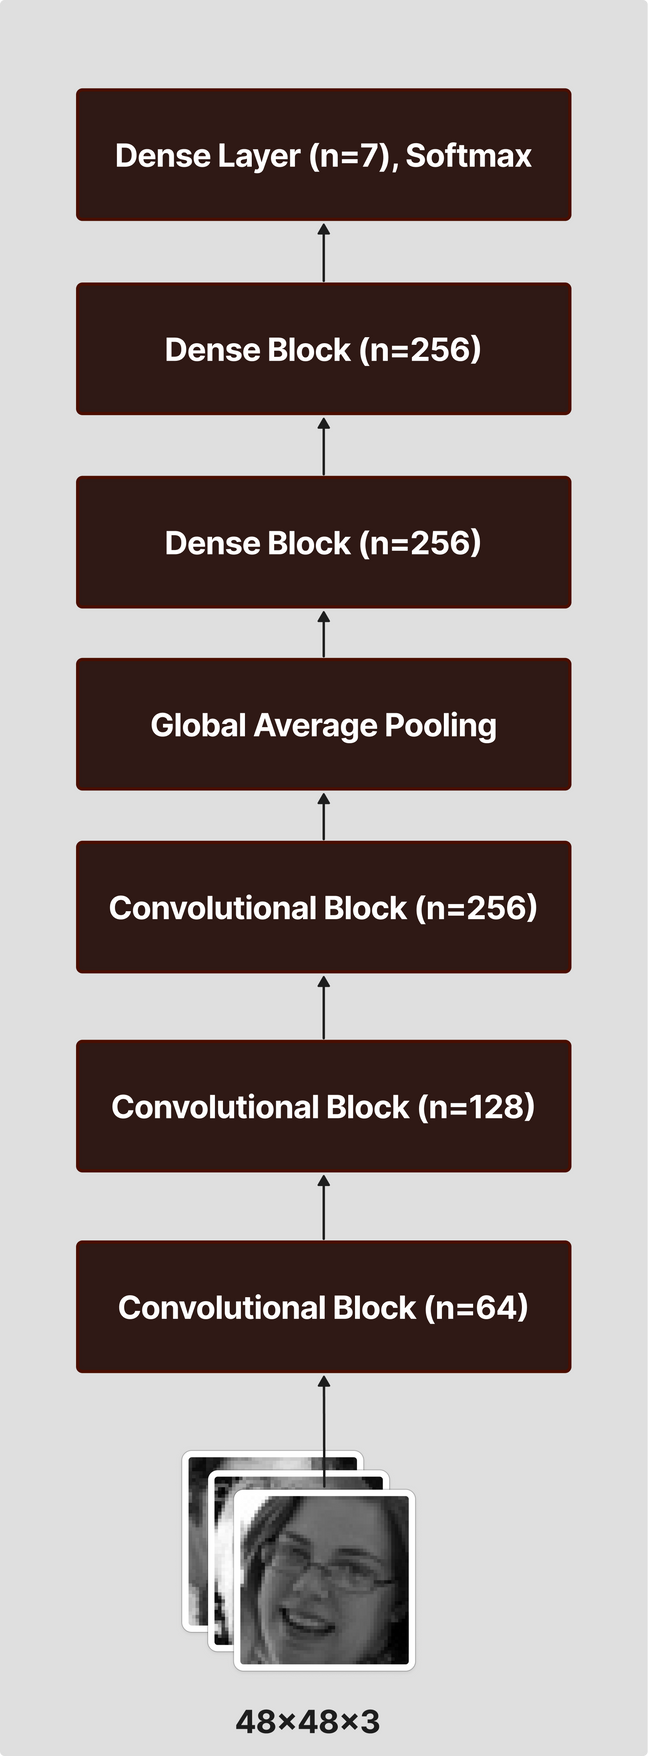 Dense Layer (n=7), Softmax
Dense Block (n=256)
Dense Block (n=256)
Global Average Pooling
Convolutional Block (n=256)
Convolutional Block (n=128)
Convolutional Block (n=64)
48×48×3